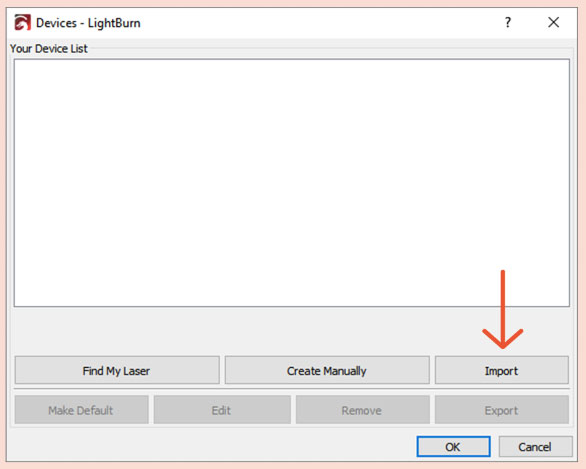 Devices - LightBurn ?
Your Device List
Find My Laser Create Manually Import
Make Default Edit Remove Export
OK Cancel